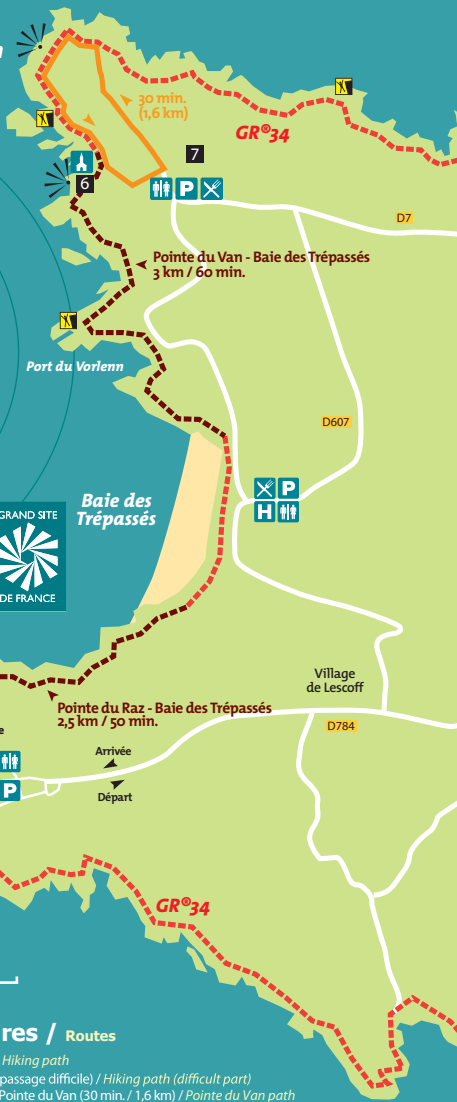 30 min.
(1,6 km)
GR®34
7
6
P
D7
Pointe du Van - Baie des Trépassés
3 km / 60 min.
Port du Vorlenn
D607
Baie des
Trépassés
P
H
GRAND SITE
DE FRANCE
Village
de Lescoff
Pointe du Raz - Baie des Trépassés
2,5 km / 50 min.
D784
Arrivée
P
Départ
GR®34
res / Routes
Hiking path
passage difficile) / Hiking path (difficult part)
Pointe du Van (30 min. / 1,6 km) / Pointe du Van path